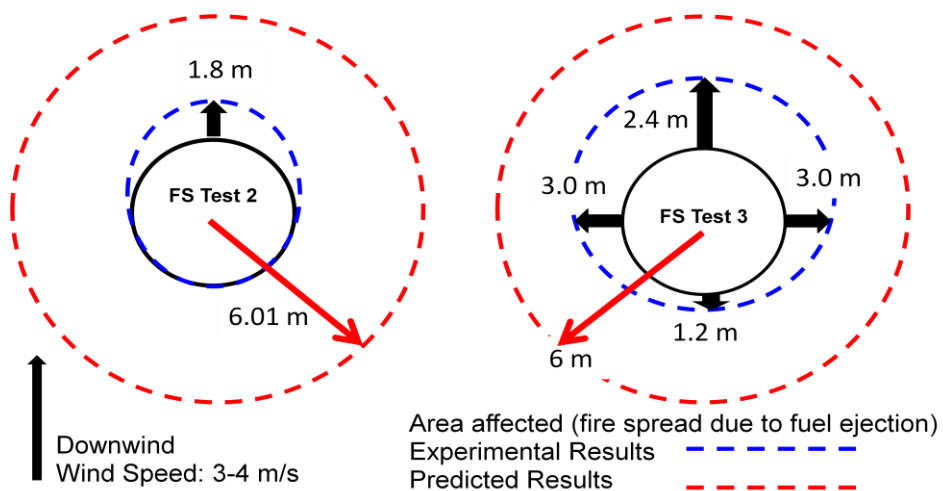 1.8 m
FS Test 2
6.01 m
2.4 m
3.0 m
3.0 m
FS Test 3
1.2 m
6 m
Downwind
Wind Speed: 3-4 m/s
Area affected (fire spread due to fuel ejection)
Experimental Results
Predicted Results